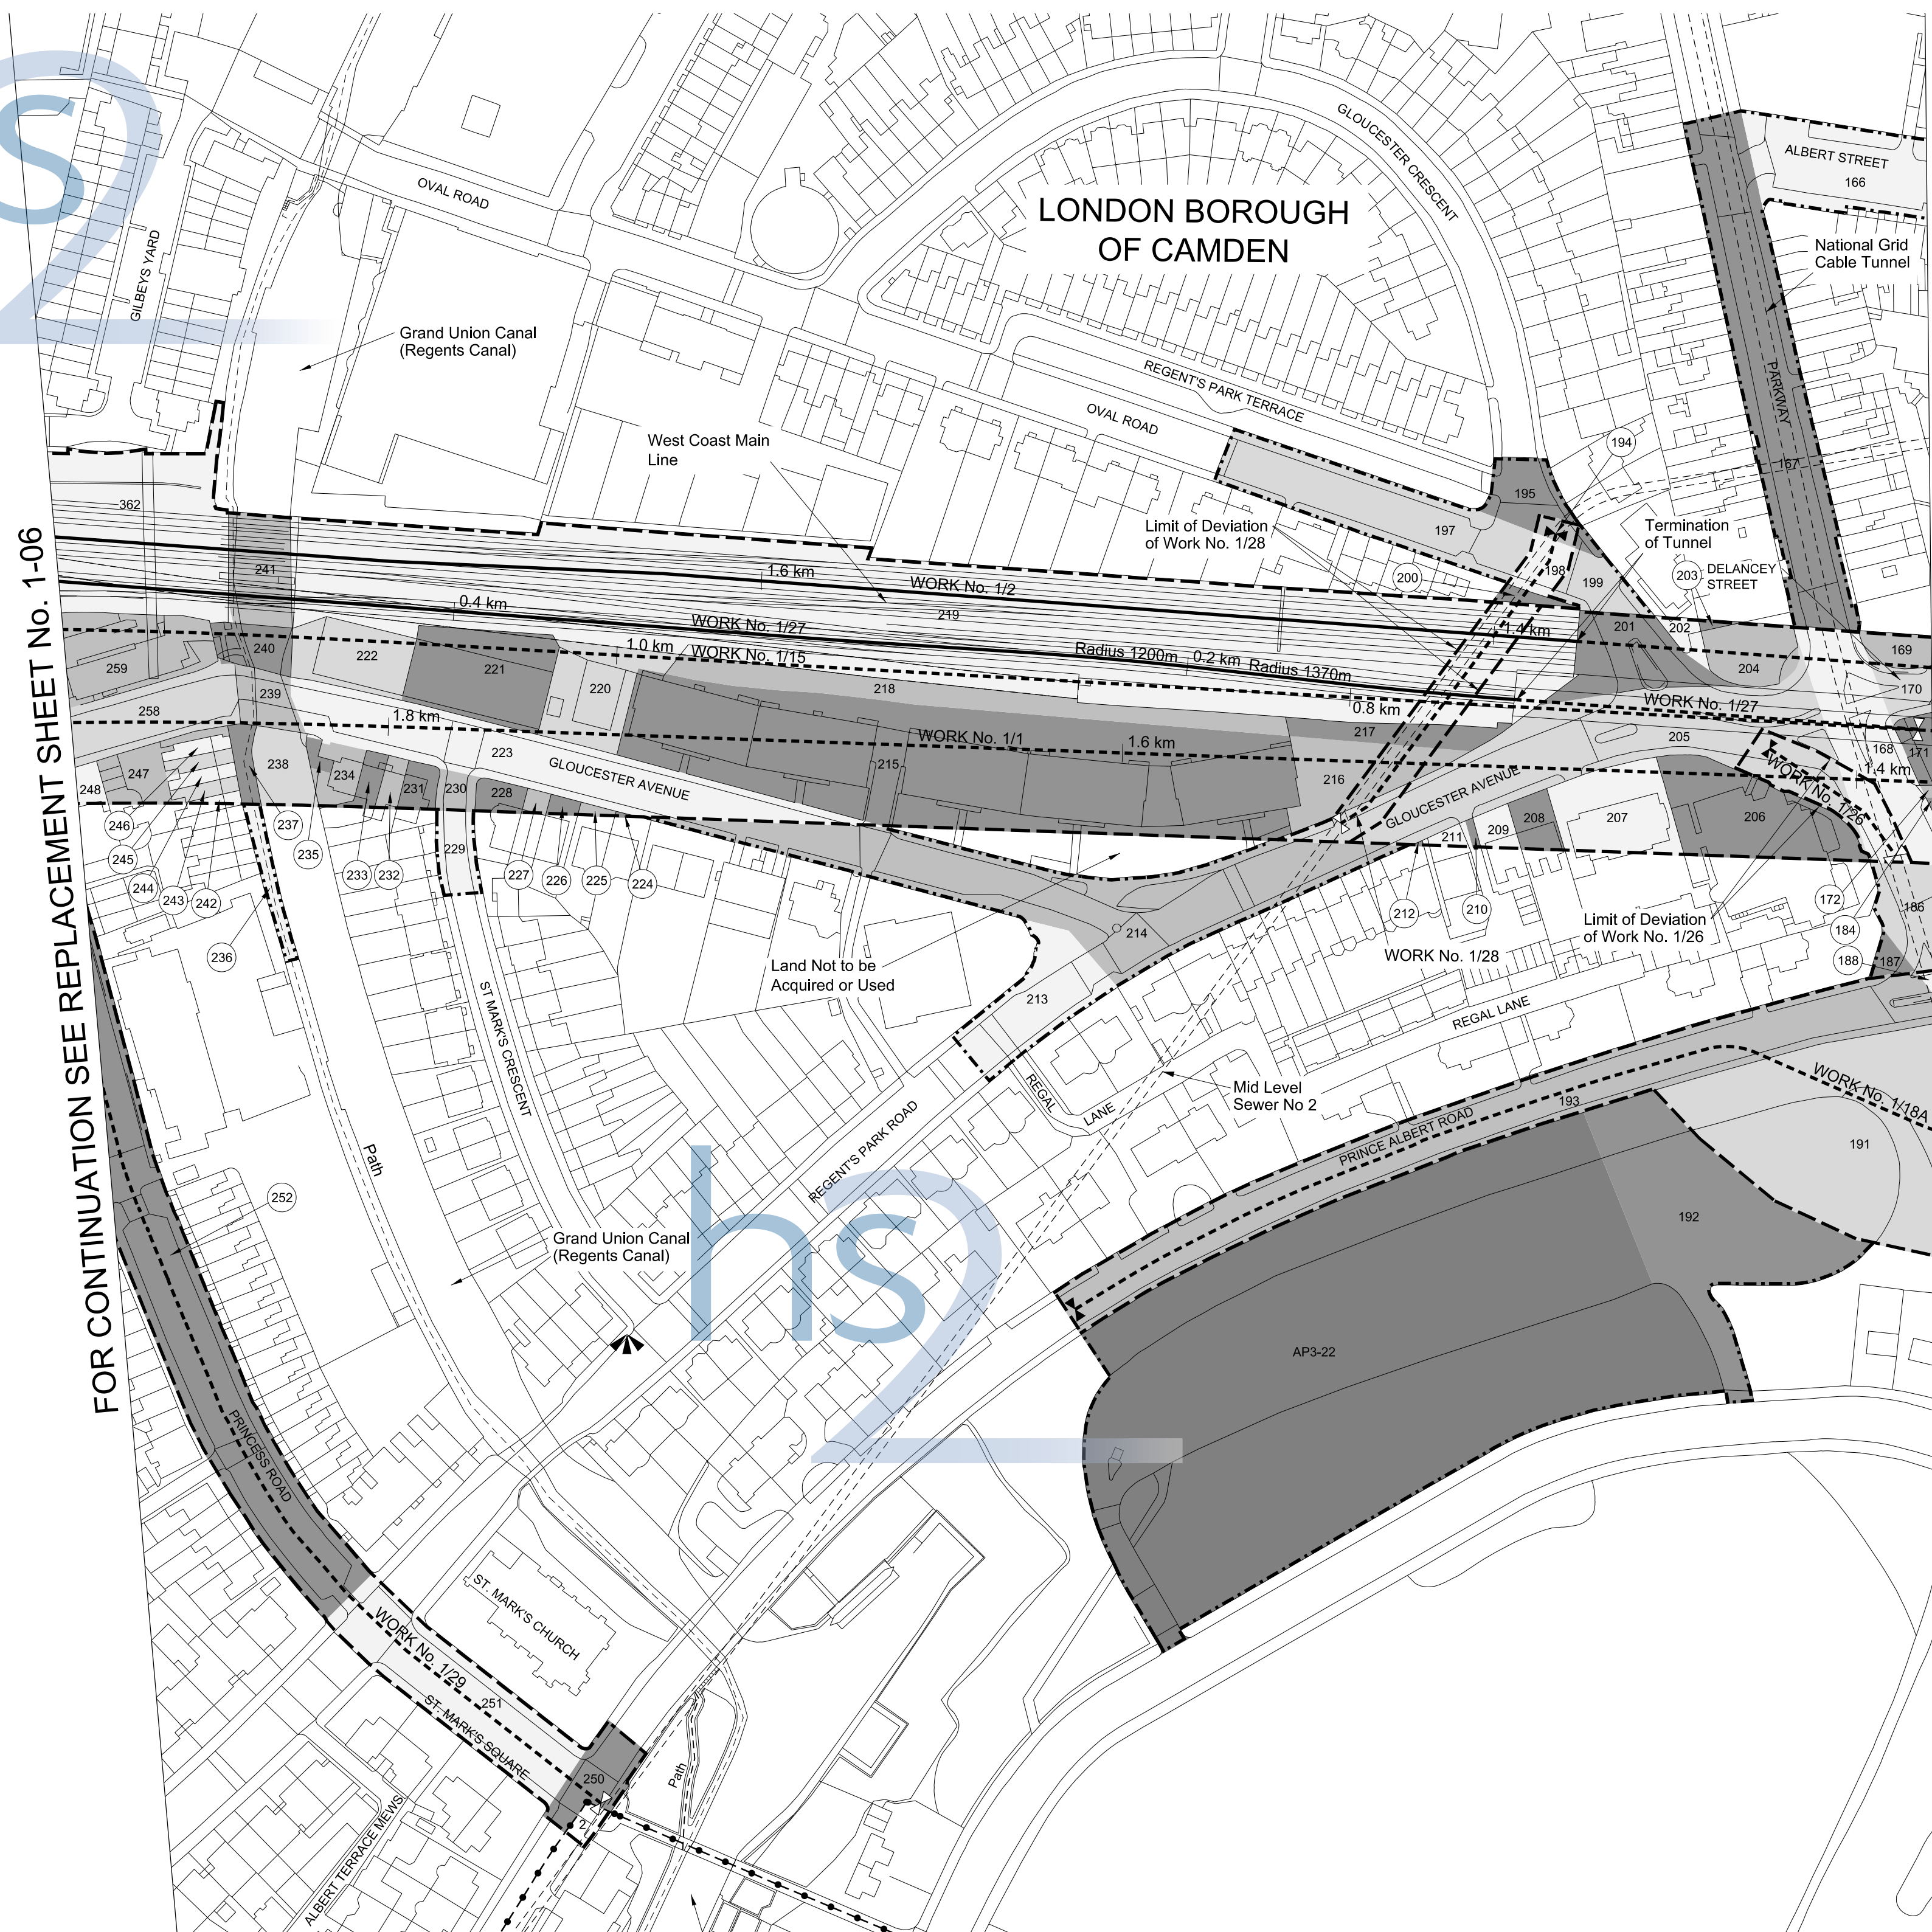 s2
FOR CONTINUATION SEE REPLACEMENT SHEET No. 1-06
LONDON BOROUGH
OF CAMDEN
GLOUCESTER CRESCENT
ALBERT STREET
166
National Grid
Cable Tunnel
PARKWAY
167
OVAL ROAD
GILBEYS YARD
Grand Union Canal
(Regents Canal)
REGENT'S PARK TERRACE
OVAL ROAD
West Coast Main
Line
194
195
197
Limit of Deviation
of Work No. 1/28
Termination
of Tunnel
198
199
200
203
DELANCEY
STREET
362
241
1.6 km
WORK No. 1/2
219
0.4 km
WORK No. 1/27
1.0 km
WORK No. 1/15
Radius 1200m
0.2 km
Radius 1370m
1.4 km
201
202
204
169
170
WORK No. 1/27
259
240
222
221
220
218
0.8 km
217
258
239
1.8 km
WORK No. 1/1
1.6 km
205
168
171
1.4 km
WORK No. 1/26
223
GLOUCESTER AVENUE
215
216
GLOUCESTER AVENUE
248
247
238
234
231
230
228
229
211
209
208
207
206
246
245
244
243
242
237
235
233
232
227
226
225
224
236
212
210
172
184
188
186
187
214
213
Limit of Deviation
of Work No. 1/26
WORK No. 1/28
Land Not to be
Acquired or Used
ST MARK'S CRESCENT
REGAL LANE
REGAL
LANE
Mid Level
Sewer No 2
REGENT'S PARK ROAD
PRINCE ALBERT ROAD
193
WORK No. 1/18A
191
192
AP3-22
Path
252
Grand Union Canal
(Regents Canal)
hs2
PRINCESS ROAD
ST. MARK'S CHURCH
WORK No. 1/29
251
ST. MARK'S SQUARE
250
2
Path
ALBERT TERRACE MEWS